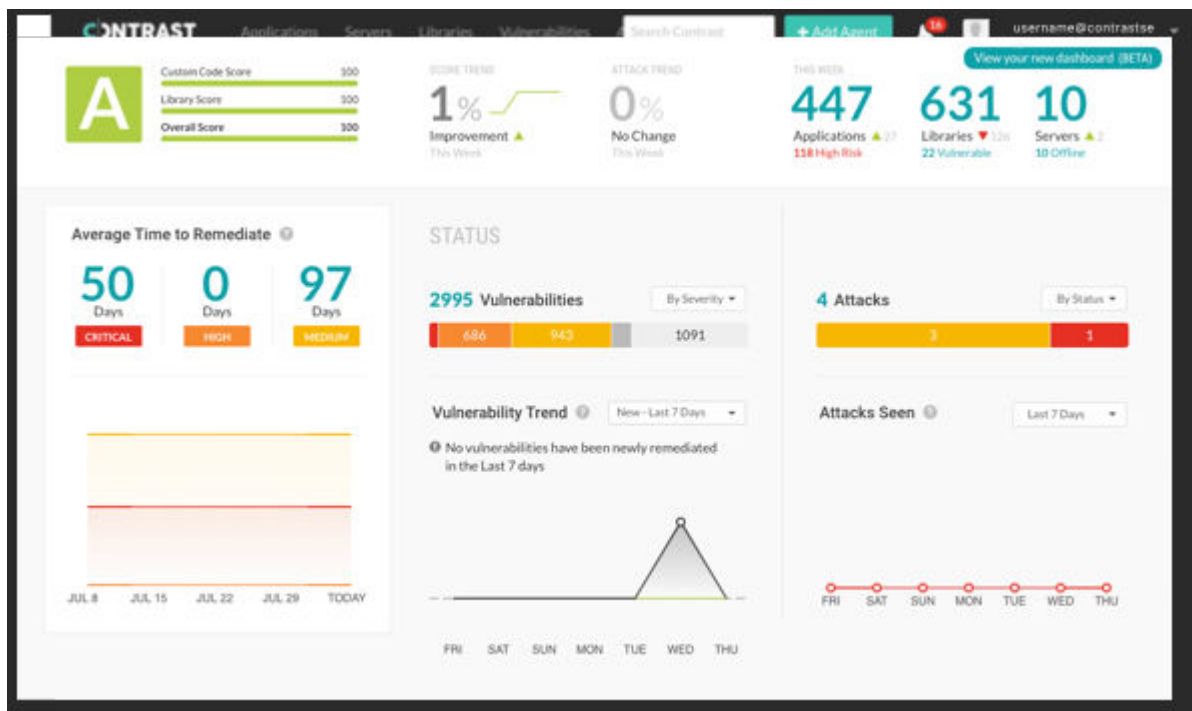 CONTRAST Applications Servers Libraries Vulnerabilities Search Contrast + Add Agent 16 username@contrastse
View your new dashboard (BETA)
A
Custom Code Score 100
Library Score 100
Overall Score 100
SCORE TREND
1%
Improvement
This Week
ATTACK TREND
0%
No Change
This Week
THIS WEEK
447
Applications 27
118 High Risk
631
Libraries 126
22 Vulnerable
10
Servers 2
10 Offline
Average Time to Remediate
50
Days
CRITICAL
0
Days
HIGH
97
Days
MEDIUM
JUL 8 JUL 15 JUL 22 JUL 29 TODAY
STATUS
2995 Vulnerabilities By Severity
686 943 1091
Vulnerability Trend New - Last 7 Days
No vulnerabilities have been newly remediated
in the Last 7 days
FRI SAT SUN MON TUE WED THU
4 Attacks By Status
3 1
Attacks Seen Last 7 Days
FRI SAT SUN MON TUE WED THU